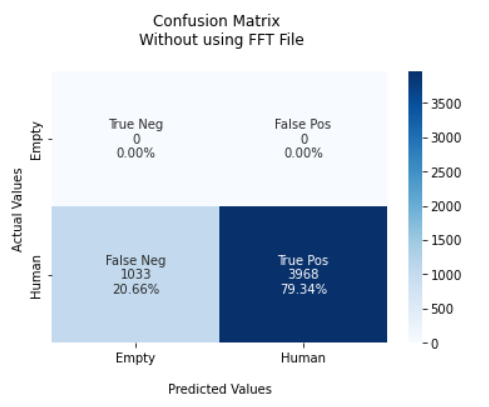 Confusion Matrix
Without using FFT File
True Neg
0
0.00%
False Pos
0
0.00%
False Neg
1033
20.66%
True Pos
3968
79.34%
Actual Values
Empty
Human
Empty
Human
Predicted Values
3500
3000
2500
2000
1500
1000
500
0